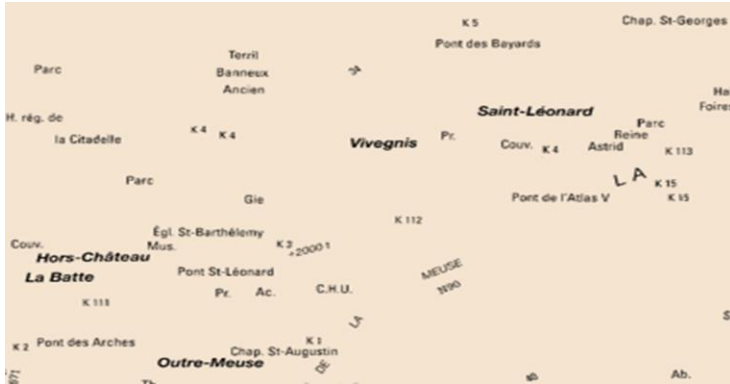 K 5
Chap. St-Georges
Pont des Bayards
Terril
Banneux
Ancien
Parc
34
Ha
Foires
Saint-Léonard
H. rég. de
la Citadelle
K 4
K 4
Vivegnis
Pr.
Couv.
K 4
Parc
Reine
Astrid
K 113
LA
K 15
K 15
Pont de l'Atlas V
Parc
Gie
K 112
Égl. St-Barthélemy
Mus.
Couv.
K 3
+2000 t
Hors-Château
La Batte
Pont St-Léonard
Pr.
Ac.
C.H.U.
MEUSE
N90
K 111
LA
S
K 2
Pont des Arches
K 1
Chap. St-Augustin
Outre-Meuse
DE
671
Ab.